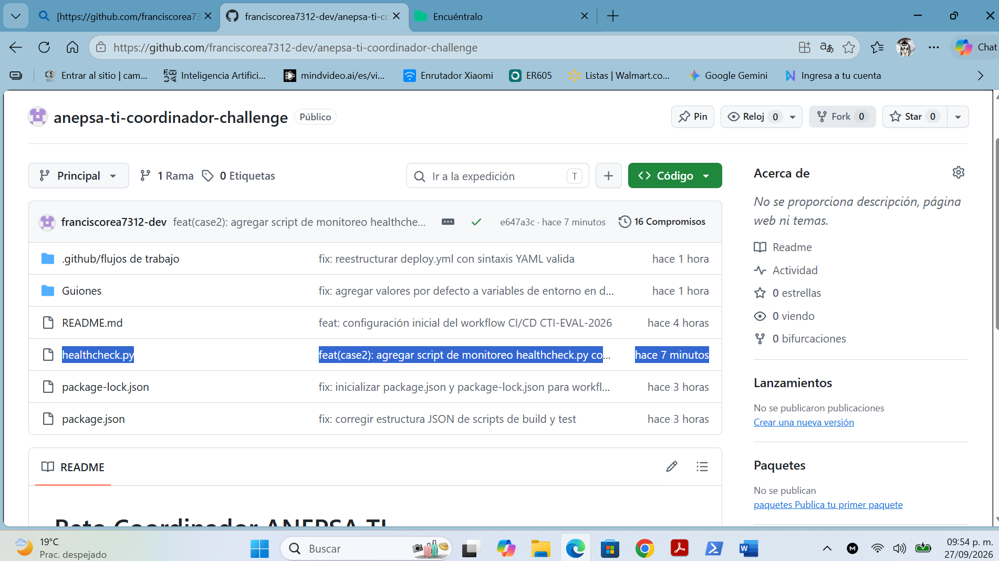 [https://github.com/franciscorea73
franciscorea7312-dev/anepsa-ti-co
Encuéntralo
https://github.com/franciscorea7312-dev/anepsa-ti-coordinador-challenge
Chat
Entrar al sitio | cam...
Inteligencia Artifici...
mindvideo.ai/es/vi...
Enrutador Xiaomi
ER605
Listas | Walmart.co...
Google Gemini
Ingresa a tu cuenta
anepsa-ti-coordinador-challenge
Público
Pin
Reloj 0
Fork 0
Star 0
Principal
1 Rama
0 Etiquetas
Ir a la expedición
T
Código
franciscorea7312-dev feat(case2): agregar script de monitoreo healthche...
e647a3c · hace 7 minutos
16 Compromisos
.github/flujos de trabajo fix: reestructurar deploy.yml con sintaxis YAML valida hace 1 hora
Guiones fix: agregar valores por defecto a variables de entorno en d... hace 1 hora
README.md feat: configuración inicial del workflow CI/CD CTI-EVAL-2026 hace 4 horas
healthcheck.py feat(case2): agregar script de monitoreo healthcheck.py co... hace 7 minutos
package-lock.json fix: inicializar package.json y package-lock.json para workfl... hace 3 horas
package.json fix: corregir estructura JSON de scripts de build y test hace 3 horas
README
Reto Coordinador ANEPSA TI
Acerca de
No se proporciona descripción, página
web ni temas.
Readme
Actividad
0 estrellas
0 viendo
0 bifurcaciones
Lanzamientos
No se publicaron publicaciones
Crear una nueva versión
Paquetes
No se publican
paquetes Publica tu primer paquete
19°C
Prac. despejado
Buscar
09:54 p. m.
27/09/2026